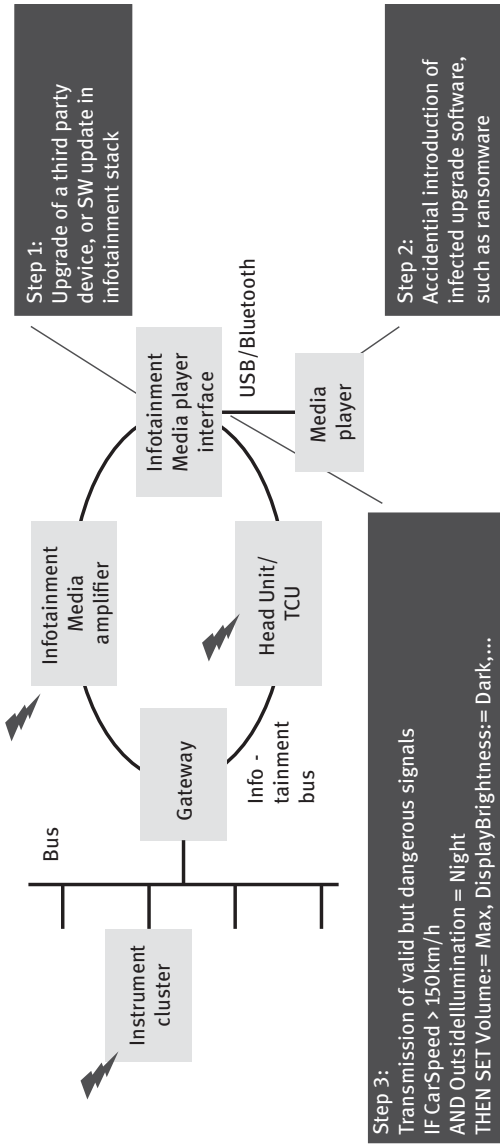 Step 1:
Upgrade of a third party
device, or SW update in
infotainment stack
Step 2:
Accidential introduction of
infected upgrade software,
such as ransomware
Infotainment
Media player
interface
USB/Bluetooth
Media
player
Infotainment
Media
amplifier
Head Unit/
TCU
Gateway
Info -
tainment
bus
Bus
Instrument
cluster
Step 3:
Transmission of valid but dangerous signals
IF CarSpeed > 150 km/h
AND OutsideIllumination = Night
THEN SET Volume:= Max, DisplayBrightness:= Dark,...